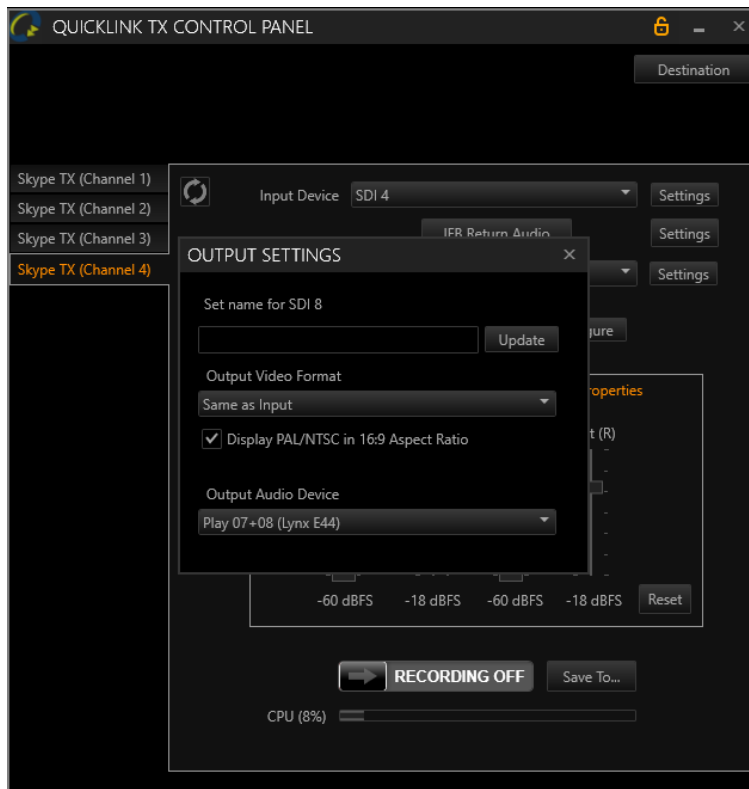 QUICKLINK TX CONTROL PANEL
Destination
Skype TX (Channel 1)
Skype TX (Channel 2)
Skype TX (Channel 3)
Skype TX (Channel 4)
Input Device SDI 4 Settings
IFB Return Audio Settings
Settings
OUTPUT SETTINGS
Set name for SDI 8
Update
Output Video Format
Same as Input
Display PAL/NTSC in 16:9 Aspect Ratio
Output Audio Device
Play 07+08 (Lynx E44)
(R)
-60 dBFS -18 dBFS -60 dBFS -18 dBFS Reset
RECORDING OFF Save To...
CPU (8%)